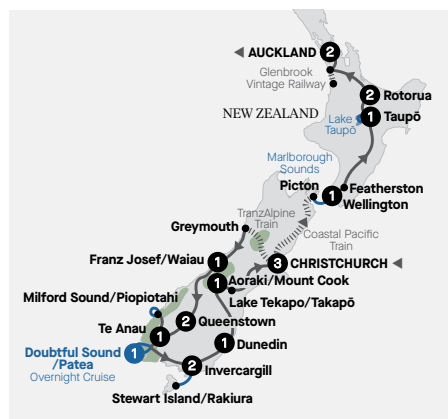 ◀ AUCKLAND 2
Glenbrook
Vintage Railway
2 Rotorua
NEW ZEALAND
1 Taupō
Lake
Taupō
Marlborough
Sounds
Picton
Featherston
1 Wellington
TranzAlpine
Train
Greymouth
Coastal Pacific
Train
Franz Josef/Waiau 1
3 CHRISTCHURCH ◀
1 Aoraki/Mount Cook
Milford Sound/Piopiotahi
Lake Tekapo/Takapō
Te Anau 1
2 Queenstown
1 Dunedin
Doubtful Sound
/Patea 1
Overnight Cruise
2 Invercargill
Stewart Island/Rakiura